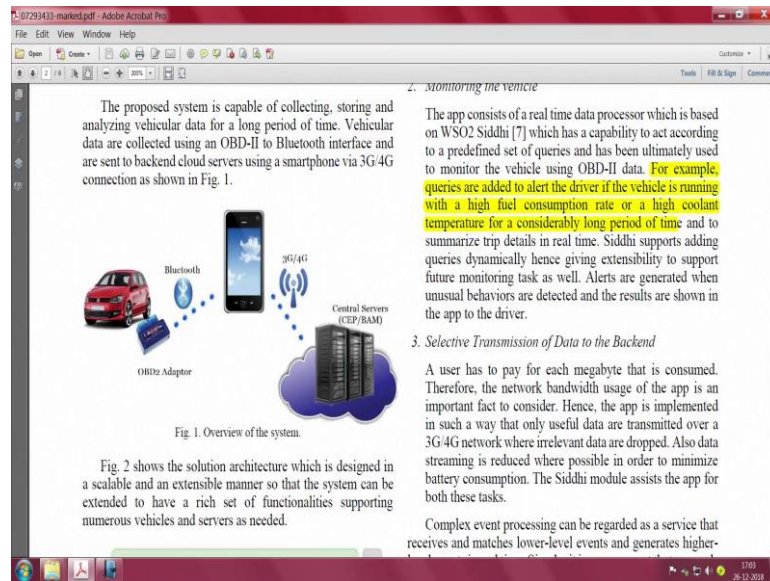 07293433-marked.pdf - Adobe Acrobat Pro
File Edit View Window Help
Open Create Customize
2 / 6 201% Tools Fill & Sign Comment
The proposed system is capable of collecting, storing and
analyzing vehicular data for a long period of time. Vehicular
data are collected using an OBD-II to Bluetooth interface and
are sent to backend cloud servers using a smartphone via 3G/4G
connection as shown in Fig. 1.
Bluetooth
3G/4G
Central Servers
(CEP/BAM)
OBD2 Adaptor
Fig. 1. Overview of the system.
Fig. 2 shows the solution architecture which is designed in
a scalable and an extensible manner so that the system can be
extended to have a rich set of functionalities supporting
numerous vehicles and servers as needed.
2. Monitoring the vehicle
The app consists of a real time data processor which is based
on WSO2 Siddhi [7] which has a capability to act according
to a predefined set of queries and has been ultimately used
to monitor the vehicle using OBD-II data. For example,
queries are added to alert the driver if the vehicle is running
with a high fuel consumption rate or a high coolant
temperature for a considerably long period of time and to
summarize trip details in real time. Siddhi supports adding
queries dynamically hence giving extensibility to support
future monitoring task as well. Alerts are generated when
unusual behaviors are detected and the results are shown in
the app to the driver.
3. Selective Transmission of Data to the Backend
A user has to pay for each megabyte that is consumed.
Therefore, the network bandwidth usage of the app is an
important fact to consider. Hence, the app is implemented
in such a way that only useful data are transmitted over a
3G/4G network where irrelevant data are dropped. Also data
streaming is reduced where possible in order to minimize
battery consumption. The Siddhi module assists the app for
both these tasks.
Complex event processing can be regarded as a service that
receives and matches lower-level events and generates higher-
17:03
26-12-2018